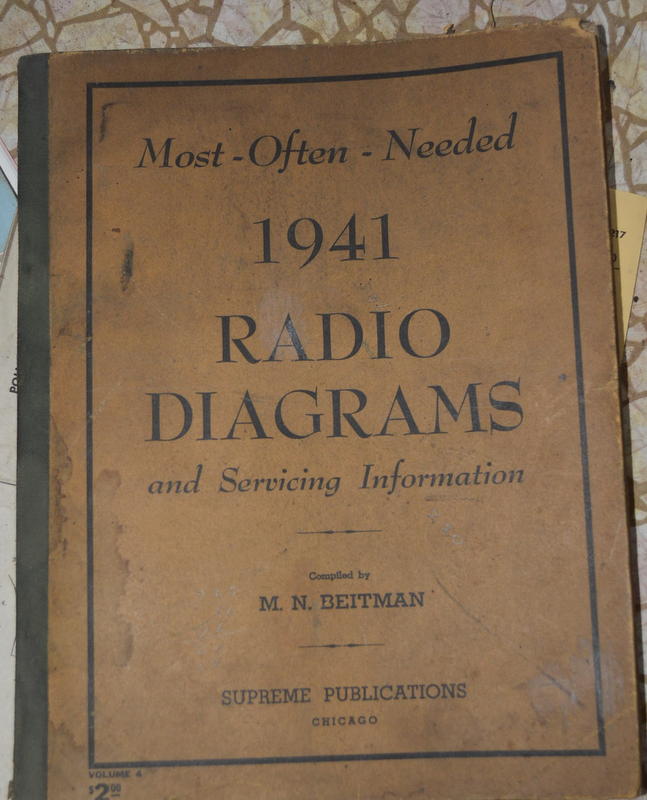 Most-Often-Needed
1941
RADIO
DIAGRAMS
and Servicing Information
Compiled by
M. N. BEITMAN
SUPREME PUBLICATIONS
CHICAGO
VOLUME 4
$2.00
217